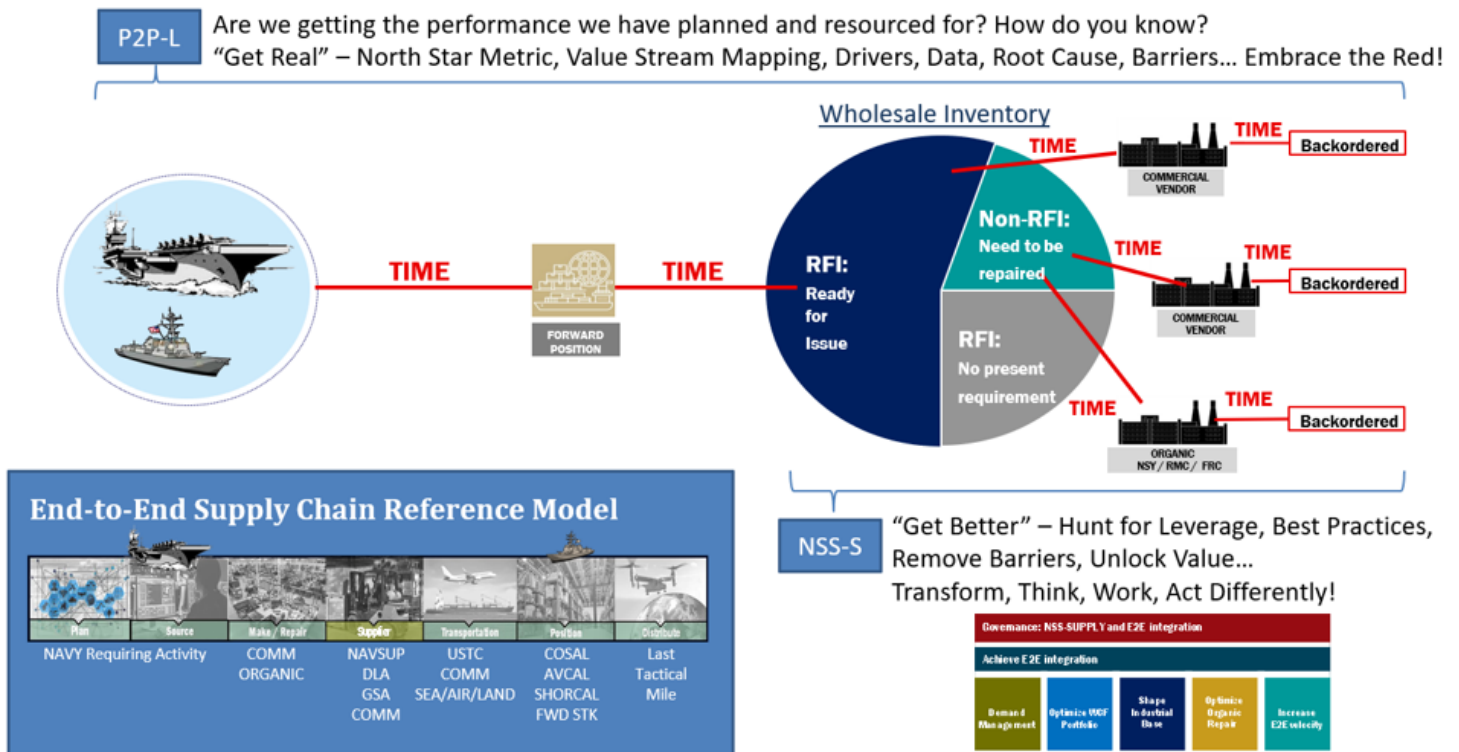 P2P-L
Are we getting the performance we have planned and resourced for? How do you know?
“Get Real” – North Star Metric, Value Stream Mapping, Drivers, Data, Root Cause, Barriers… Embrace the Red!
Wholesale Inventory
TIME
TIME
Backordered
COMMERCIAL
VENDOR
Non-RFI:
Need to be
repaired
TIME
TIME
Backordered
COMMERCIAL
VENDOR
TIME
TIME
RFI:
Ready
for
Issue
FORWARD
POSITION
RFI:
No present
requirement
TIME
TIME
Backordered
ORGANIC
NSY / RMC / FRC
End-to-End Supply Chain Reference Model
Plan
Source
Make / Repair
Supplier
Transportation
Position
Distribute
NAVY Requiring Activity
COMM
ORGANIC
NAVSUP
DLA
GSA
COMM
USTC
COMM
SEA/AIR/LAND
COSAL
AVCAL
SHORCAL
FWD STK
Last
Tactical
Mile
NSS-S
“Get Better” – Hunt for Leverage, Best Practices,
Remove Barriers, Unlock Value…
Transform, Think, Work, Act Differently!
Governance: NSS-SUPPLY and E2E integration
Achieve E2E integration
Demand
Management
Optimize WCF
Portfolio
Shape
Industrial
Base
Optimize
Organic
Repair
Increase
E2E velocity